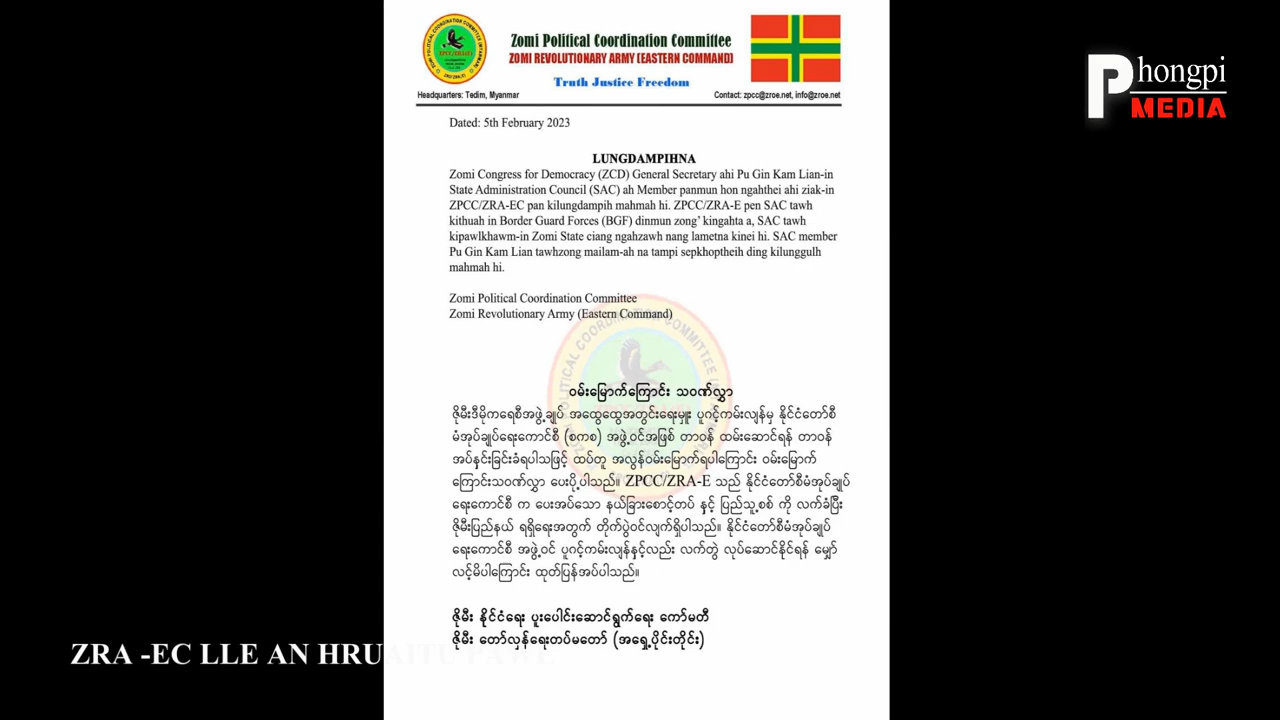 Zomi Political Coordination Committee
ZOMI REVOLUTIONARY ARMY (EASTERN COMMAND)
Truth Justice Freedom
Headquarters: Tedim, Myanmar
Contact: zpcc@zroe.net, info@zroe.net
Phongpi
MEDIA
Dated: 5th February 2023
LUNGDAMPIHNA
Zomi Congress for Democracy (ZCD) General Secretary ahi Pu Gin Kam Lian-in
State Administration Council (SAC) ah Member panmun hon ngahthei ahi ziak-in
ZPCC/ZRA-EC pan kilungdampih mahmah hi. ZPCC/ZRA-E pen SAC tawh
kithuah in Border Guard Forces (BGF) dinmun zong' kingahta a, SAC tawh
kipawlkhawm-in Zomi State ciang ngahzawh nang lametna kinei hi. SAC member
Pu Gin Kam Lian tawhzong mailam-ah na tampi sepkhoptheih ding kilunggulh
mahmah hi.
Zomi Political Coordination Committee
Zomi Revolutionary Army (Eastern Command)
ဝမ်းမြောက်ကြောင်း သဝဏ်လွှာ
ဇိုမီးဒီမိုကရေစီအဖွဲ့ချုပ် အထွေထွေအတွင်းရေးမှူး ပူဂင့်ကမ်းလျန်မှ နိုင်ငံတော်စီ
မံအုပ်ချုပ်ရေးကောင်စီ (စကစ) အဖွဲ့ဝင်အဖြစ် တာဝန် ထမ်းဆောင်ရန် တာဝန်
အပ်နှင်းခြင်းခံရပါသဖြင့် ထပ်တူ အလွန်ဝမ်းမြောက်ရပါကြောင်း ဝမ်းမြောက်
ကြောင်းသဝဏ်လွှာ ပေးပို့ပါသည်။ ZPCC/ZRA-E သည် နိုင်ငံတော်စီမံအုပ်ချုပ်
ရေးကောင်စီ က ပေးအပ်သော နယ်ခြားစောင့်တပ် နှင့် ပြည်သူ့စစ် ကို လက်ခံပြီး
ဇိုမီးပြည်နယ် ရရှိရေးအတွက် တိုက်ပွဲဝင်လျက်ရှိပါသည်။ နိုင်ငံတော်စီမံအုပ်ချုပ်
ရေးကောင်စီ အဖွဲ့ဝင် ပူဂင့်ကမ်းလျန်နှင့်လည်း လက်တွဲ လုပ်ဆောင်နိုင်ရန် မျှော်
လင့်မိပါကြောင်း ထုတ်ပြန်အပ်ပါသည်။
ဇိုမီး နိုင်ငံရေး ပူးပေါင်းဆောင်ရွက်ရေး ကော်မတီ
ဇိုမီး တော်လှန်ရေးတပ်မတော် (အရှေ့ပိုင်းတိုင်း)
ZRA -EC LLE AN HRUAITU PAWL